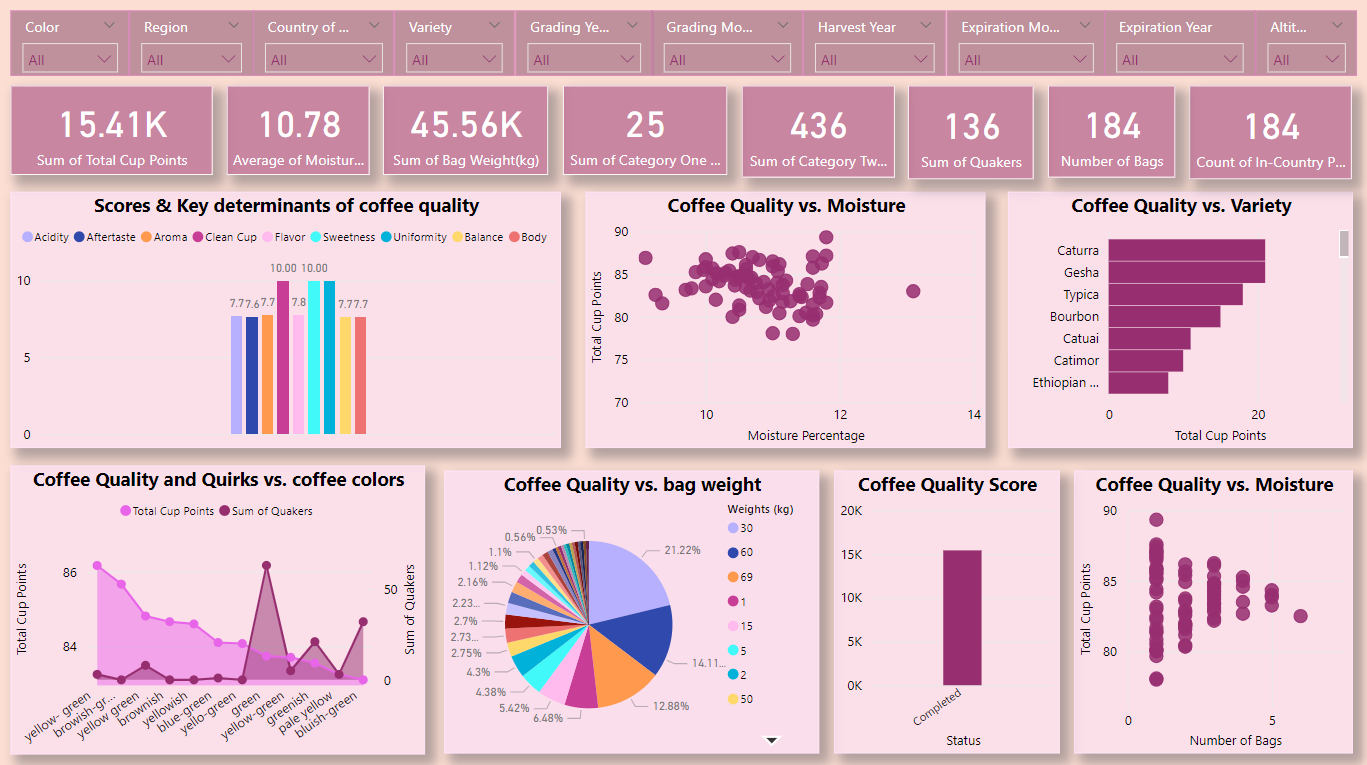 Color Region Country of ... Variety Grading Ye... Grading Mo... Harvest Year Expiration Mo... Expiration Year Altit...
All All All All All All All All All All
15.41K 10.78 45.56K 25 436 136 184 184
Sum of Total Cup Points Average of Moistur... Sum of Bag Weight(kg) Sum of Category One ... Sum of Category Tw... Sum of Quakers Number of Bags Count of In-Country P...
Scores & Key determinants of coffee quality
Acidity Aftertaste Aroma Clean Cup Flavor Sweetness Uniformity Balance Body
10.00 10.00
10
7.7 7.6 7.7 7.8 7.7 7.7
5
0
Coffee Quality vs. Moisture
Total Cup Points
90
85
80
75
70
10 12 14
Moisture Percentage
Coffee Quality vs. Variety
Caturra
Gesha
Typica
Bourbon
Catuai
Catimor
Ethiopian ...
0 20
Total Cup Points
Coffee Quality and Quirks vs. coffee colors
Total Cup Points Sum of Quakers
Total Cup Points
86
84
50
0
Sum of Quakers
yellow- green
browish-gr...
yellow green
brownish
yellowish
blue-green
yello-green
green
yellow-green
greenish
pale yellow
bluish-green
Coffee Quality vs. bag weight
Weights (kg)
30
60
69
1
15
5
2
50
21.22%
14.11...
12.88%
6.48%
5.42%
4.38%
4.3%
2.75%
2.73...
2.7%
2.23...
2.16%
1.12%
1.1%
0.56%
0.53%
Coffee Quality Score
20K
15K
10K
5K
0K
Completed
Status
Coffee Quality vs. Moisture
Total Cup Points
90
85
80
0 5
Number of Bags